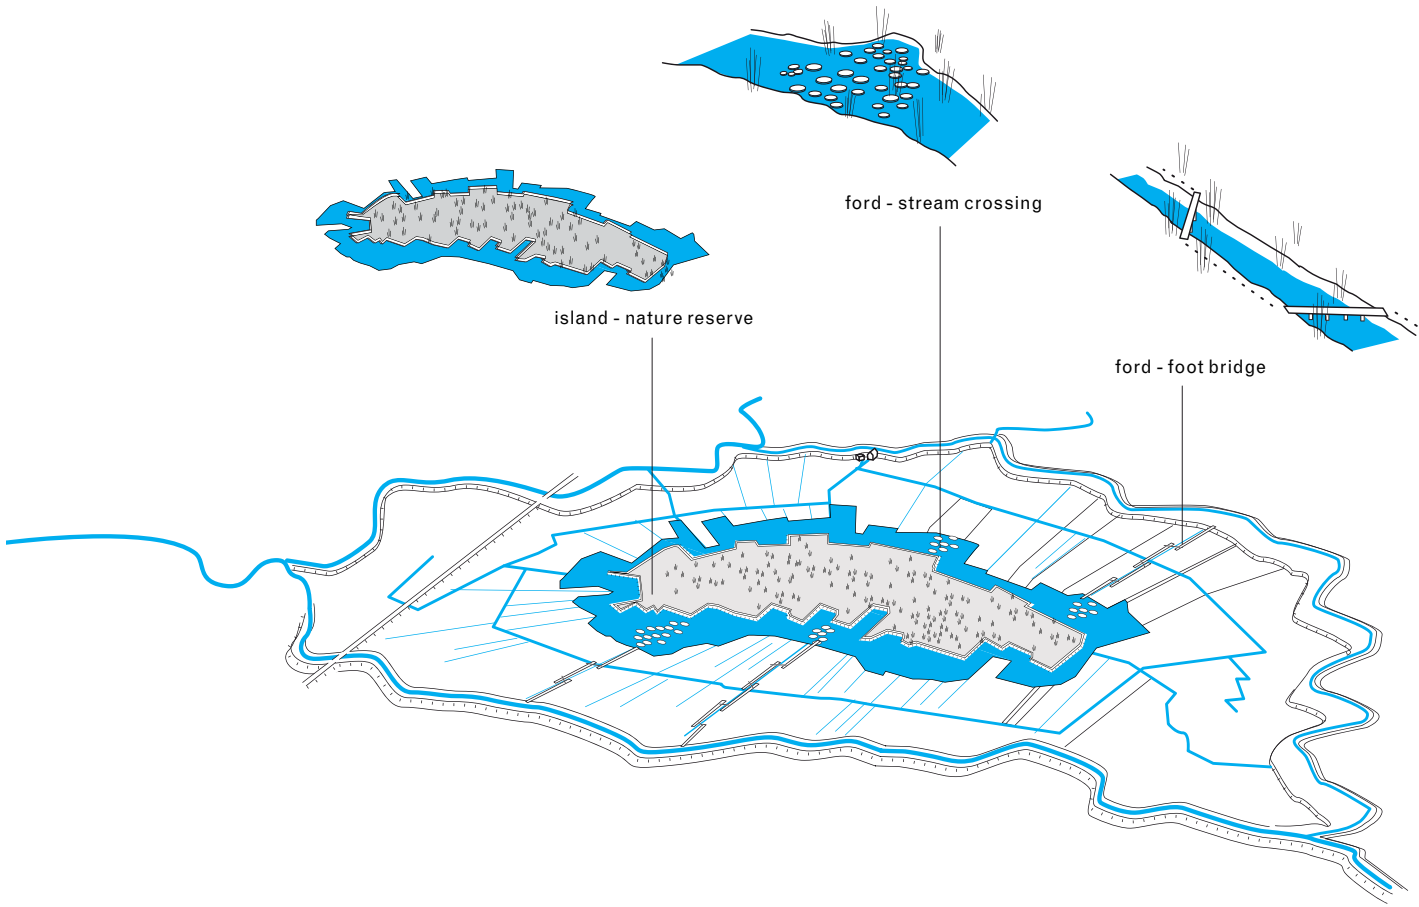 ford - stream crossing
island - nature reserve
ford - foot bridge